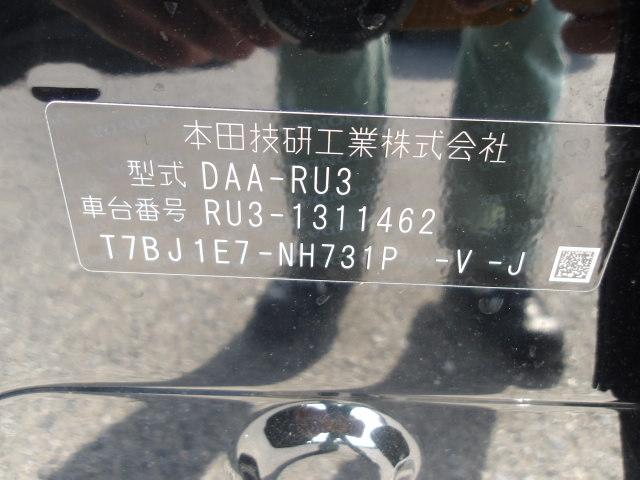 本田技研工業株式会社
型式 DAA-RU3
車台番号 RU3-1311462
T7BJ1E7-NH731P -V -J